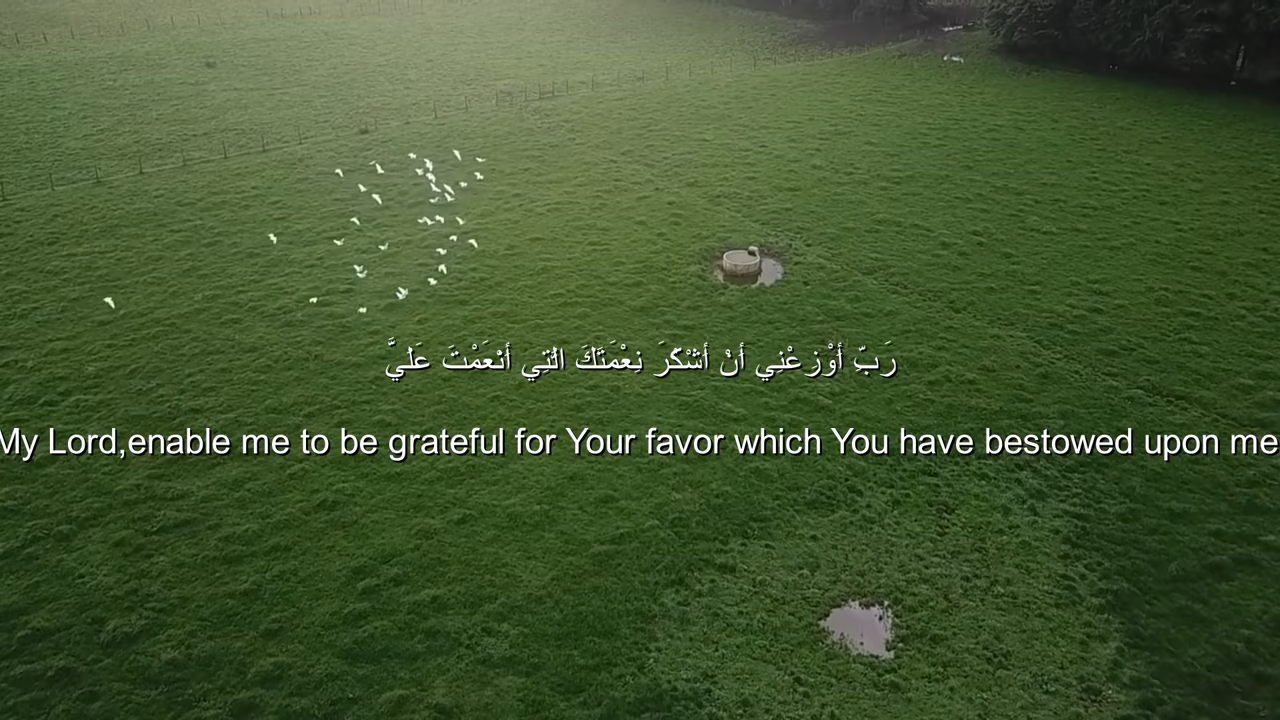 رَبِّ أَوْزِعْنِي أَنْ أَشْكُرَ نِعْمَتَكَ الَّتِي أَنْعَمْتَ عَلَيَّ
My Lord,enable me to be grateful for Your favor which You have bestowed upon me